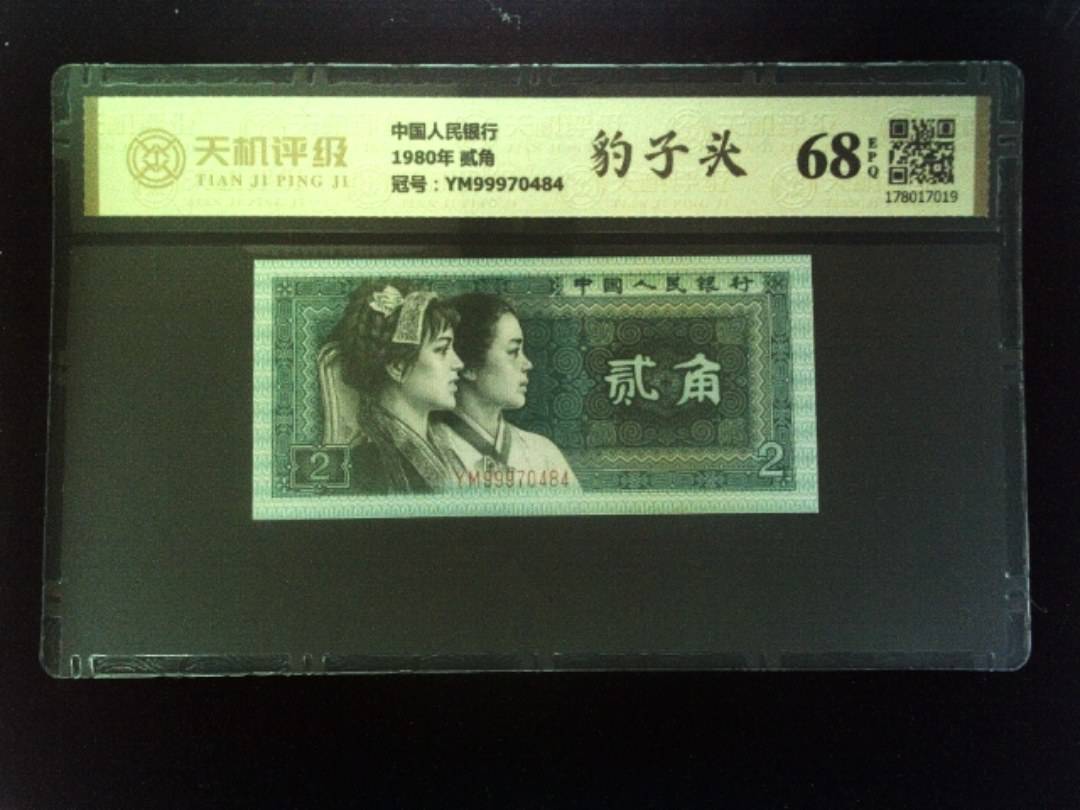 天机评级
TIAN JI PING JI
中国人民银行
1980年 贰角
冠号：YM99970484
豹子头
68
EPQ
178017019
中國人民銀行
贰角
2
2
YM99970484